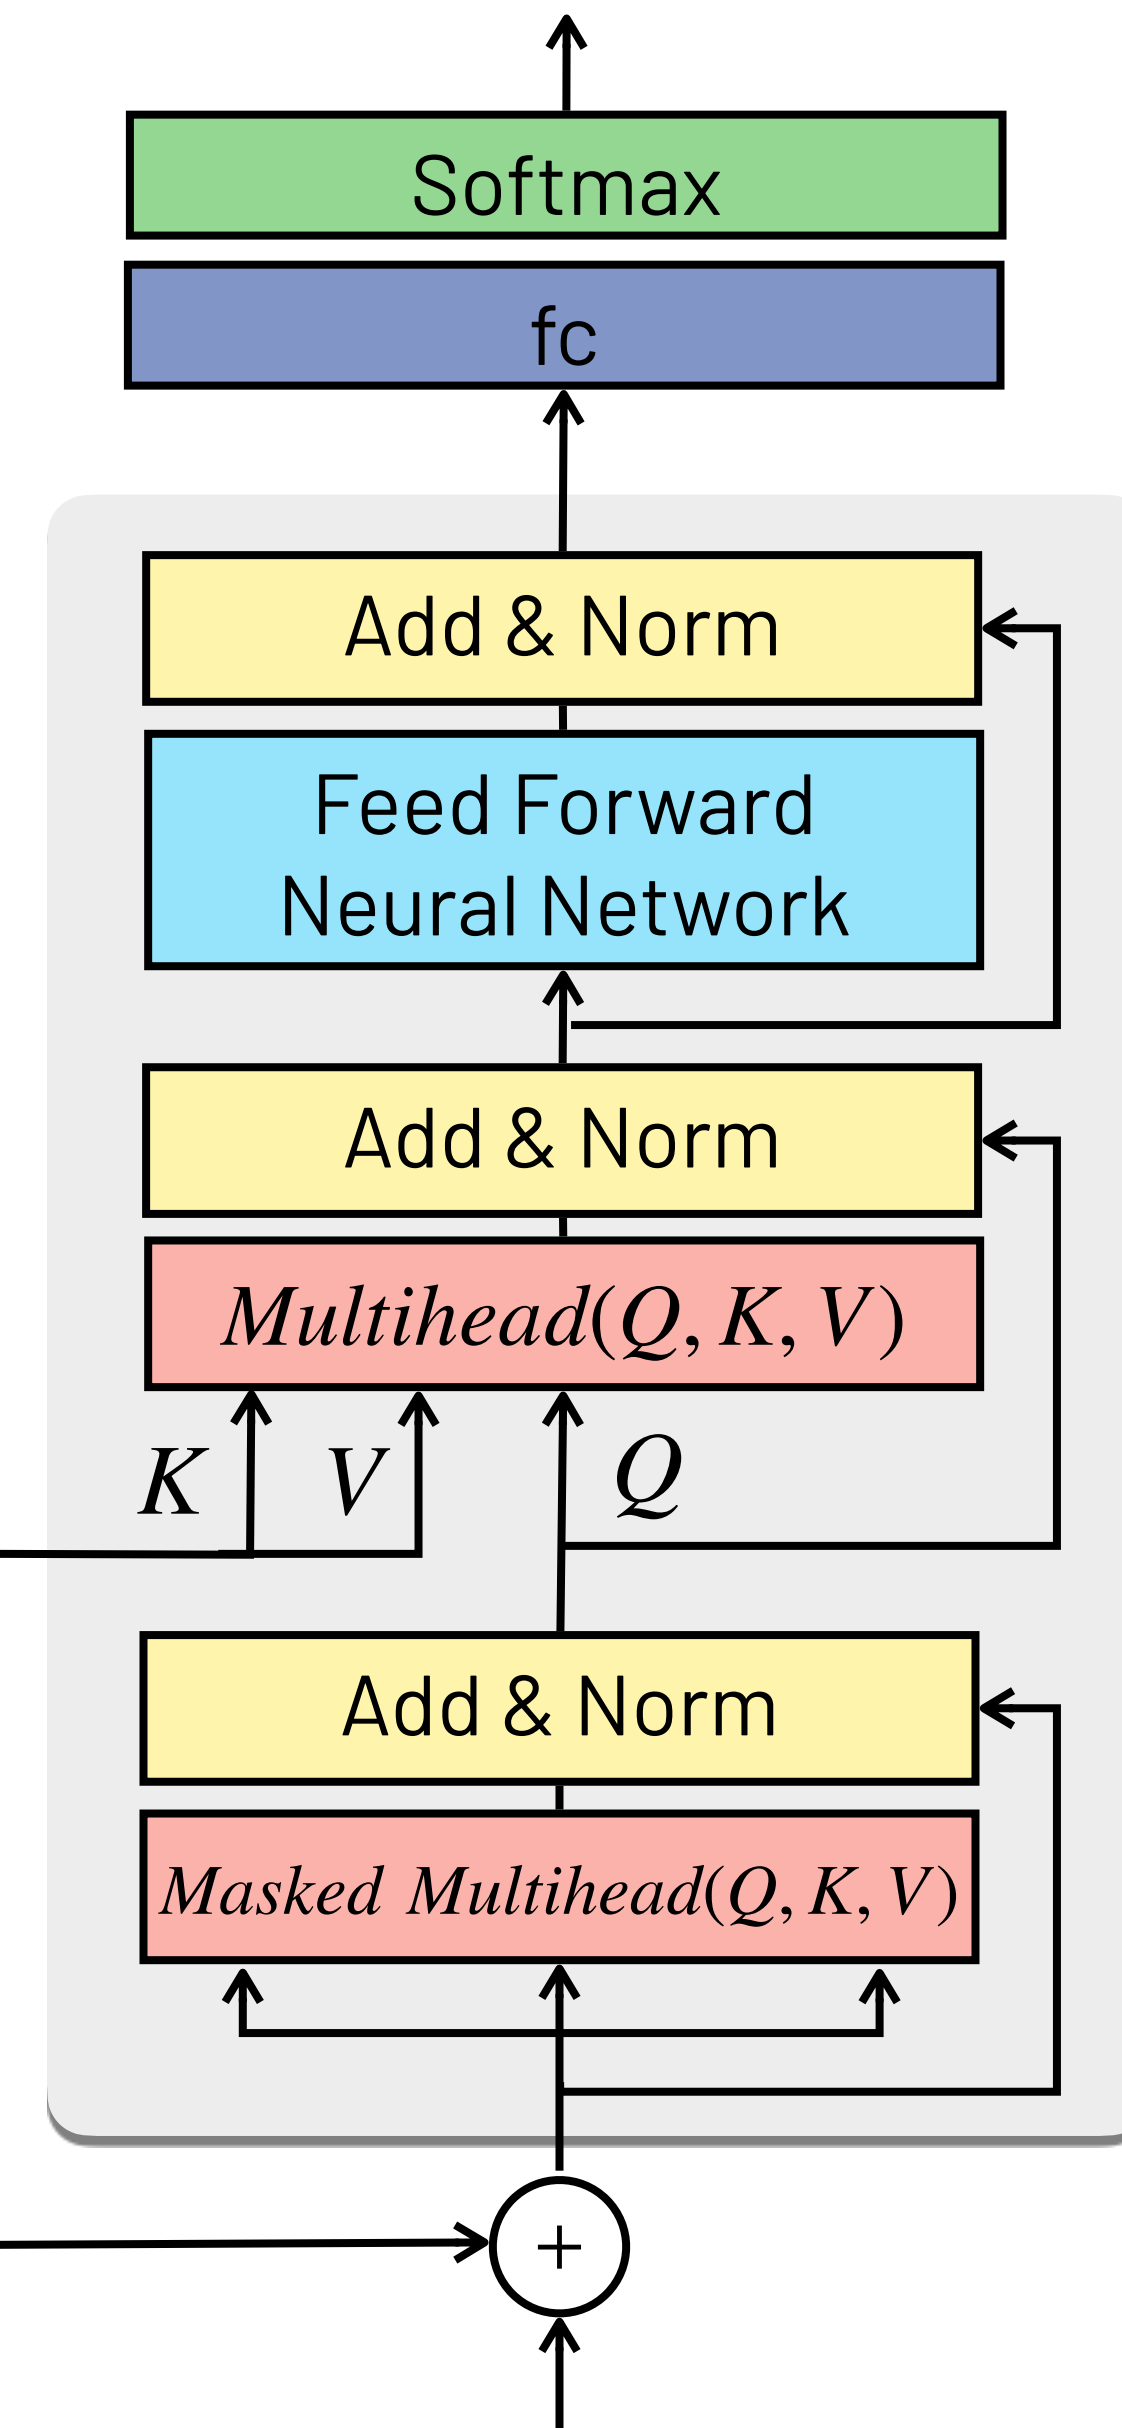 Softmax
fc
Add & Norm
Feed Forward
Neural Network
Add & Norm
Multihead(Q, K, V)
K V Q
Add & Norm
Masked Multihead(Q, K, V)
+